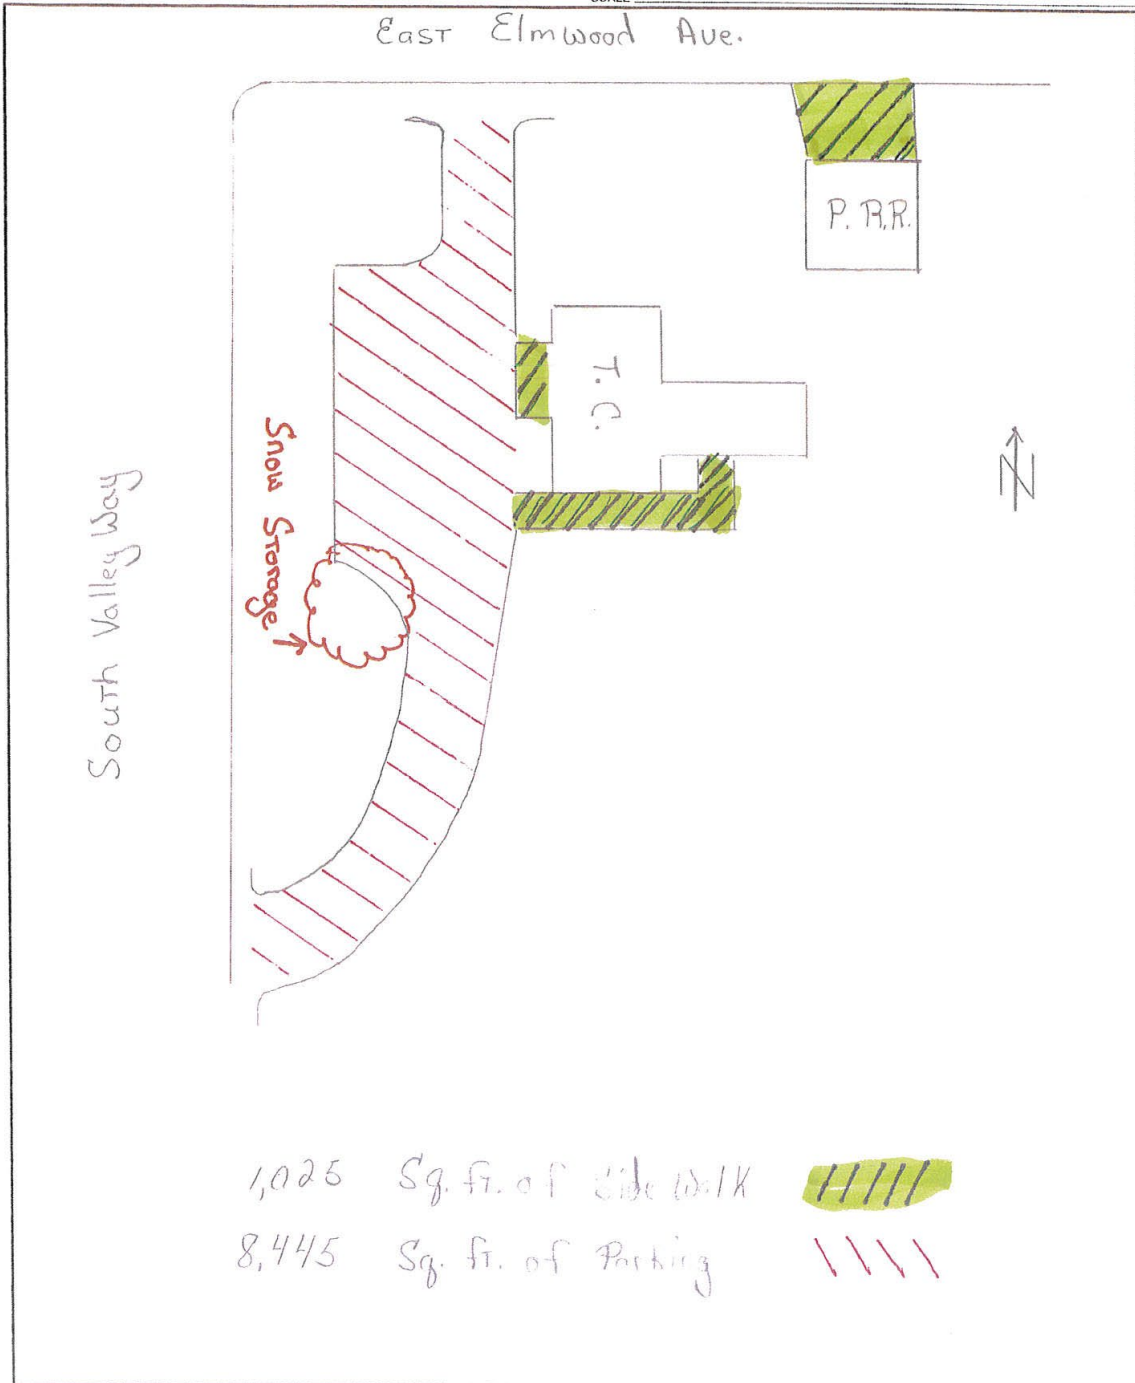 East Elmwood Ave.
P. R.R.
T. C.
N
Snow Storage
South Valley Way
1,025 Sq. ft. of Side Walk
8,445 Sq. ft. of Parking